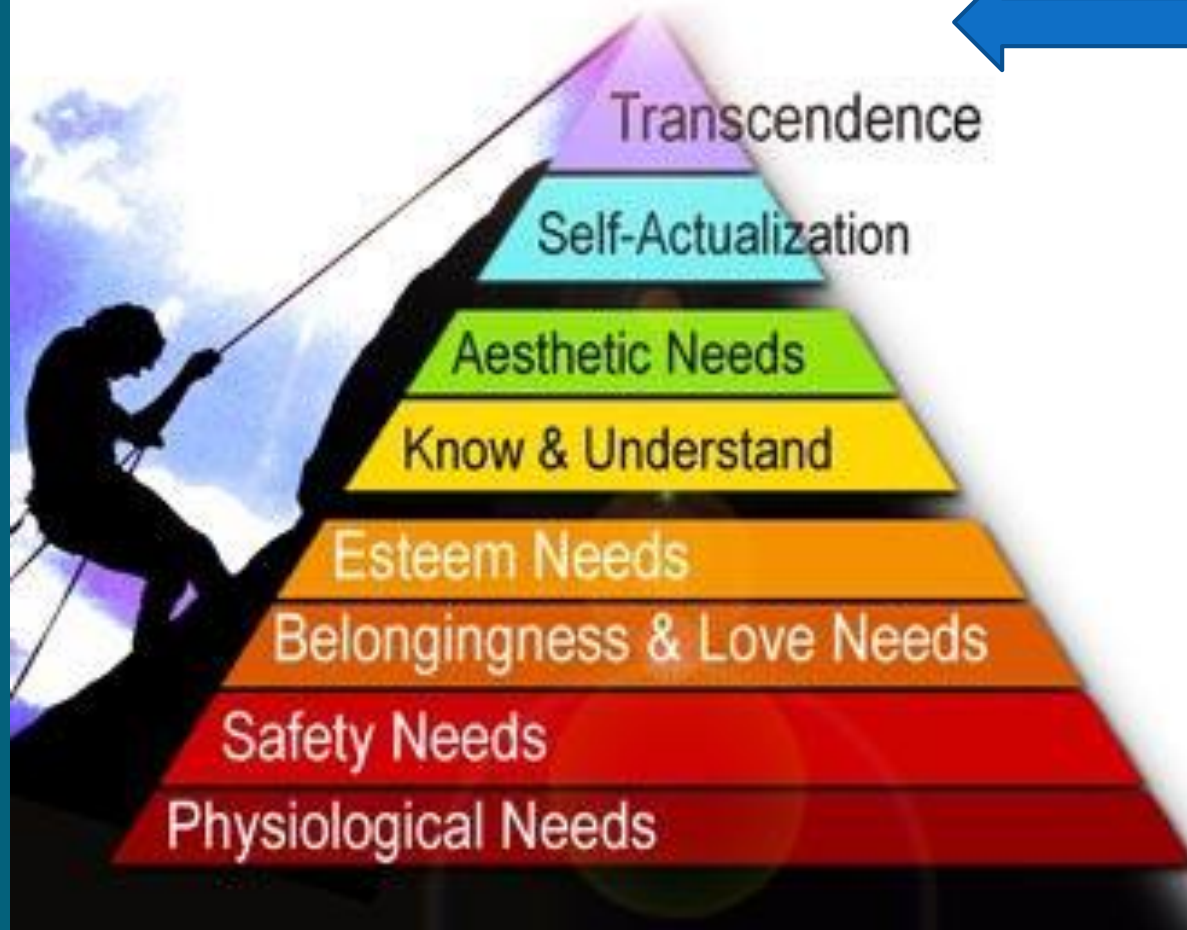 Transcendence
Self-Actualization
Aesthetic Needs
Know & Understand
Esteem Needs
Belongingness & Love Needs
Safety Needs
Physiological Needs